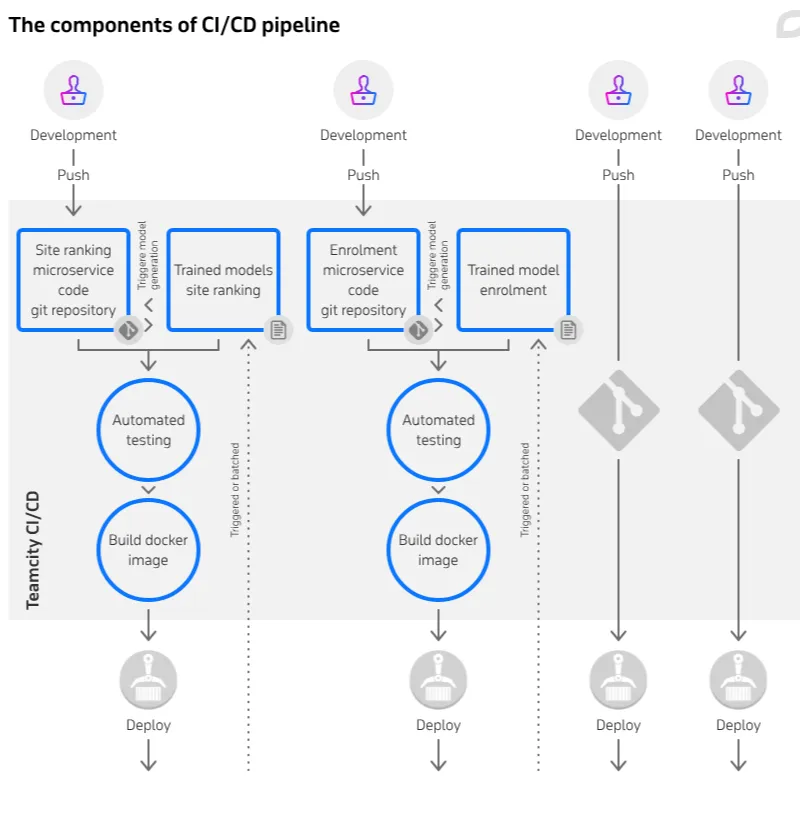 The components of CI/CD pipeline
Development
Development
Development
Development
Push
Push
Push
Push
Site ranking
microservice
code
git repository
Triggere model
generation
Trained models
site ranking
Enrolment
microservice
code
git repository
Triggere model
generation
Trained model
enrolment
Automated
testing
Automated
testing
Triggered or batched
Triggered or batched
Build docker
image
Build docker
image
Teamcity CI/CD
Deploy
Deploy
Deploy
Deploy